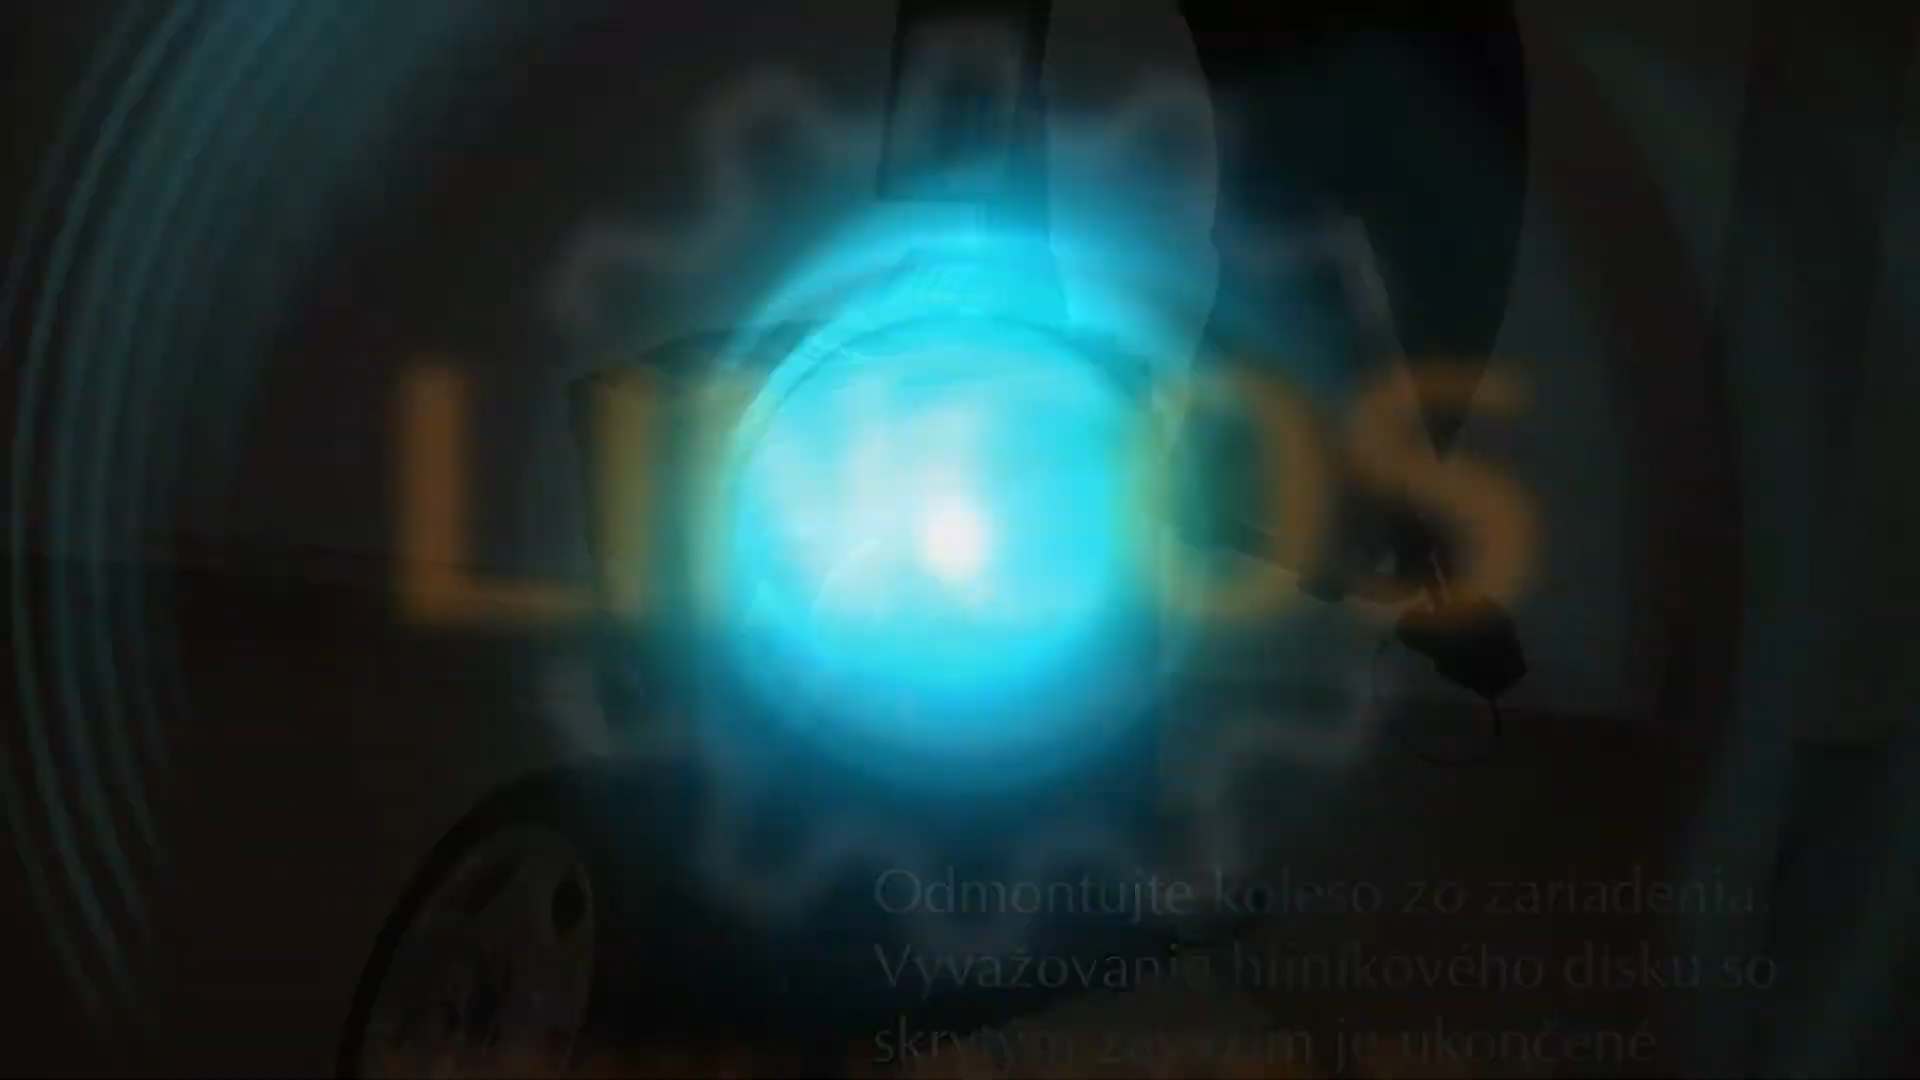 Odmontujte koleso zo zariadenia.
Vyvažovanie hliníkového disku so
skrytým závažím je ukončené